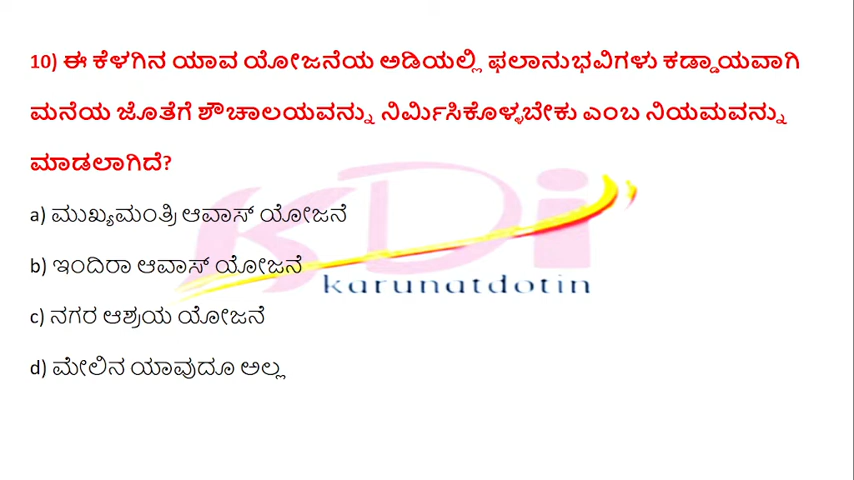 10) ಈ ಕೆಳಗಿನ ಯಾವ ಯೋಜನೆಯ ಅಡಿಯಲ್ಲಿ ಫಲಾನುಭವಿಗಳು ಕಡ್ಡಾಯವಾಗಿ
ಮನೆಯ ಜೊತೆಗೆ ಶೌಚಾಲಯವನ್ನು ನಿರ್ಮಿಸಿಕೊಳ್ಳಬೇಕು ಎಂಬ ನಿಯಮವನ್ನು
ಮಾಡಲಾಗಿದೆ?
a) ಮುಖ್ಯಮಂತ್ರಿ ಆವಾಸ್ ಯೋಜನೆ
b) ಇಂದಿರಾ ಆವಾಸ್ ಯೋಜನೆ
c) ನಗರ ಆಶ್ರಯ ಯೋಜನೆ
d) ಮೇಲಿನ ಯಾವುದೂ ಅಲ್ಲ
KDi
karunatdotin